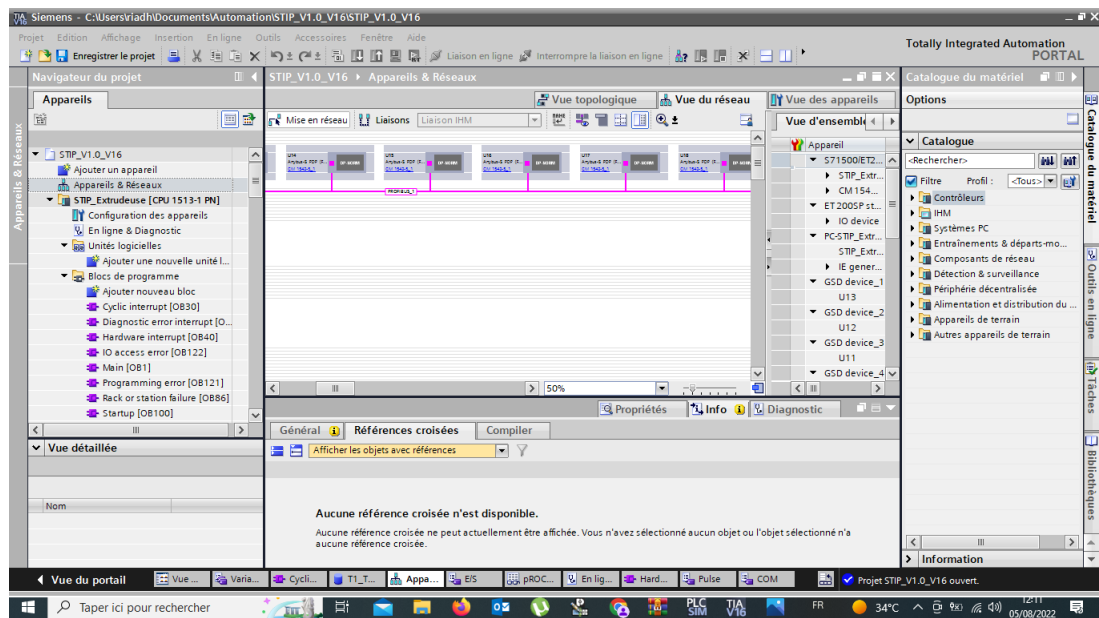 Siemens - C:\Users\riadh\Documents\Automation\STIP_V1.0_V16\STIP_V1.0_V16
Projet Edition Affichage Insertion En ligne Outils Accessoires Fenêtre Aide
Enregistrer le projet
Liaison en ligne
Interrompre la liaison en ligne
Totally Integrated Automation
PORTAL
Navigateur du projet
STIP_V1.0_V16 ▸ Appareils & Réseaux
Catalogue du matériel
Appareils
Vue topologique
Vue du réseau
Vue des appareils
Options
Mise en réseau
Liaisons
Liaison IHM
Vue d'ensemble
Appareils & Réseaux
STIP_V1.0_V16
Ajouter un appareil
Appareils & Réseaux
STIP_Extrudeuse [CPU 1513-1 PN]
Configuration des appareils
En ligne & Diagnostic
Unités logicielles
Ajouter une nouvelle unité l...
Blocs de programme
Ajouter nouveau bloc
Cyclic interrupt [OB30]
Diagnostic error interrupt [O...
Hardware interrupt [OB40]
IO access error [OB122]
Main [OB1]
Programming error [OB121]
Rack or station failure [OB86]
Startup [OB100]
Vue détaillée
Nom
PROFIBUS_1
50%
Appareil
S71500/ET2...
STIP_Extr...
CM 154...
ET 200SP st...
IO device
PC-STIP_Extr...
STIP_Extr...
IE gener...
GSD device_1
U13
GSD device_2
U12
GSD device_3
U11
GSD device_4
Propriétés
Info
Diagnostic
Général
Références croisées
Compiler
Afficher les objets avec références
Aucune référence croisée n'est disponible.
Aucune référence croisée ne peut actuellement être affichée. Vous n'avez sélectionné aucun objet ou l'objet sélectionné n'a
aucune référence croisée.
Catalogue
<Rechercher>
Filtre
Profil :
<Tous>
Contrôleurs
IHM
Systèmes PC
Entraînements & départs-mo...
Composants de réseau
Détection & surveillance
Périphérie décentralisée
Alimentation et distribution du ...
Appareils de terrain
Autres appareils de terrain
Information
Catalogue du matériel
Outils en ligne
Tâches
Bibliothèques
Vue du portail
Vue ...
Varia...
Cycli...
T1_T...
Appa...
E/S
pROC...
En lig...
Hard...
Pulse
COM
Projet STIP_V1.0_V16 ouvert.
Taper ici pour rechercher
PLC
SIM
TIA
V16
FR
34°C
12:11
05/08/2022